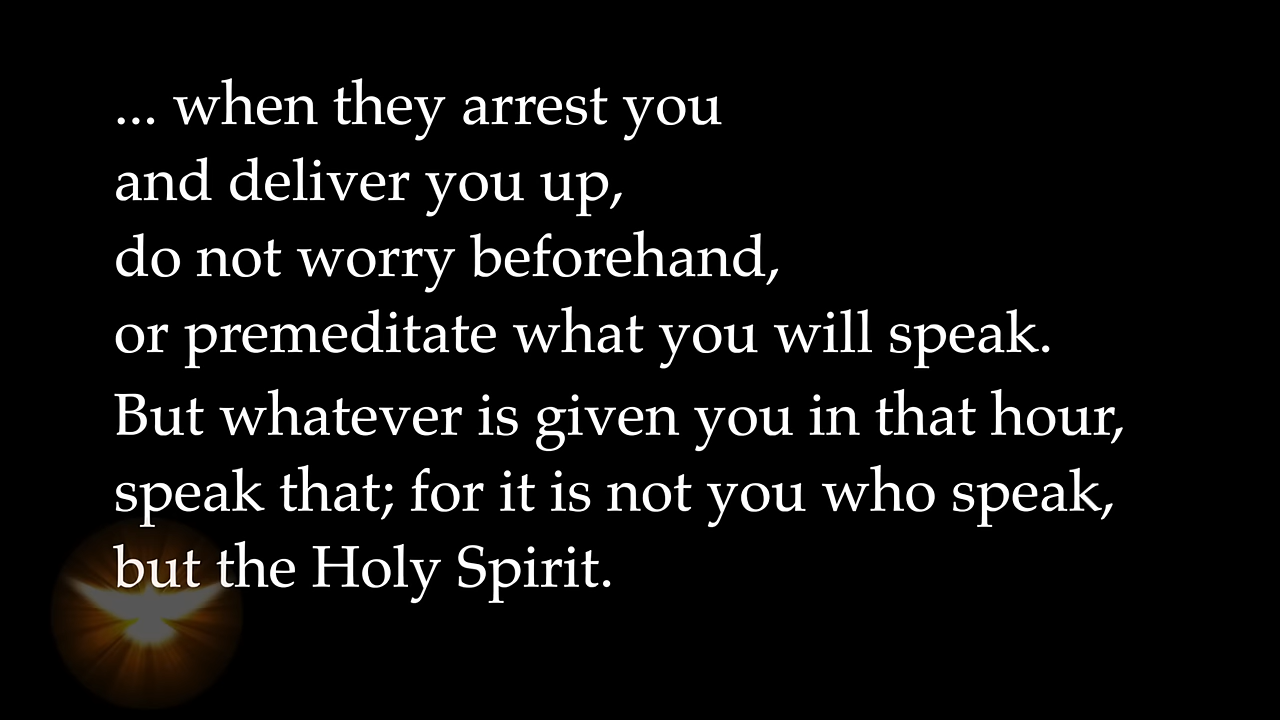 ... when they arrest you
and deliver you up,
do not worry beforehand,
or premeditate what you will speak.
But whatever is given you in that hour,
speak that; for it is not you who speak,
but the Holy Spirit.